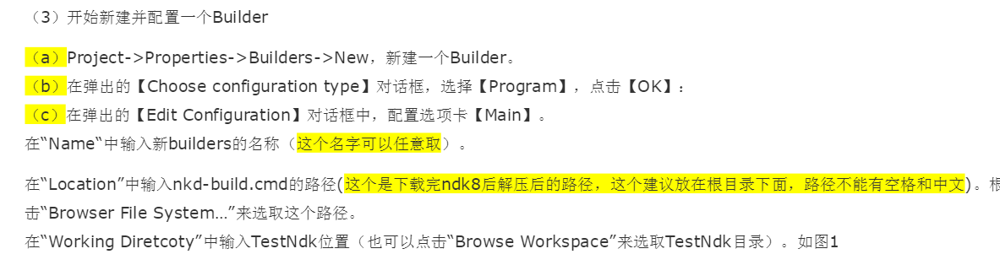 （3）开始新建并配置一个Builder
（a）Project->Properties->Builders->New，新建一个Builder。
（b）在弹出的【Choose configuration type】对话框，选择【Program】，点击【OK】：
（c）在弹出的【Edit Configuration】对话框中，配置选项卡【Main】。
在“Name“中输入新builders的名称（这个名字可以任意取）。
在“Location”中输入nkd-build.cmd的路径(这个是下载完ndk8后解压后的路径，这个建议放在根目录下面，路径不能有空格和中文)。根
击“Browser File System…”来选取这个路径。
在“Working Diretcoty”中输入TestNdk位置（也可以点击“Browse Workspace”来选取TestNdk目录）。如图1